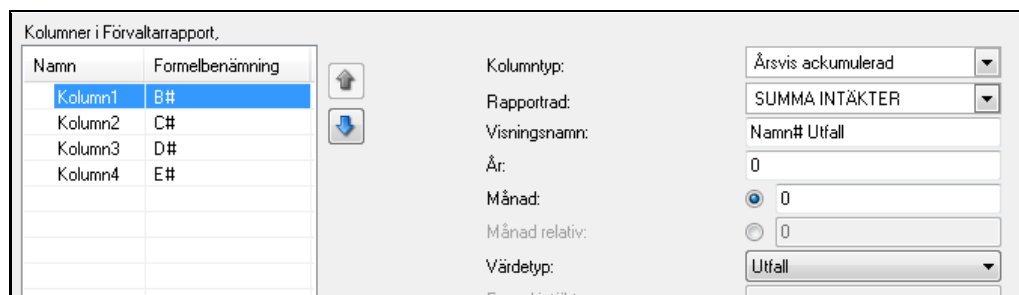 Kolumner i Förvaltarrapport,
Namn Formelbenämning
Kolumn1 B#
Kolumn2 C#
Kolumn3 D#
Kolumn4 E#
Kolumntyp: Årsvis ackumulerad
Rapportrad: SUMMA INTÄKTER
Visningsnamn: Namn# Utfall
År: 0
Månad: 0
Månad relativ: 0
Värdetyp: Utfall